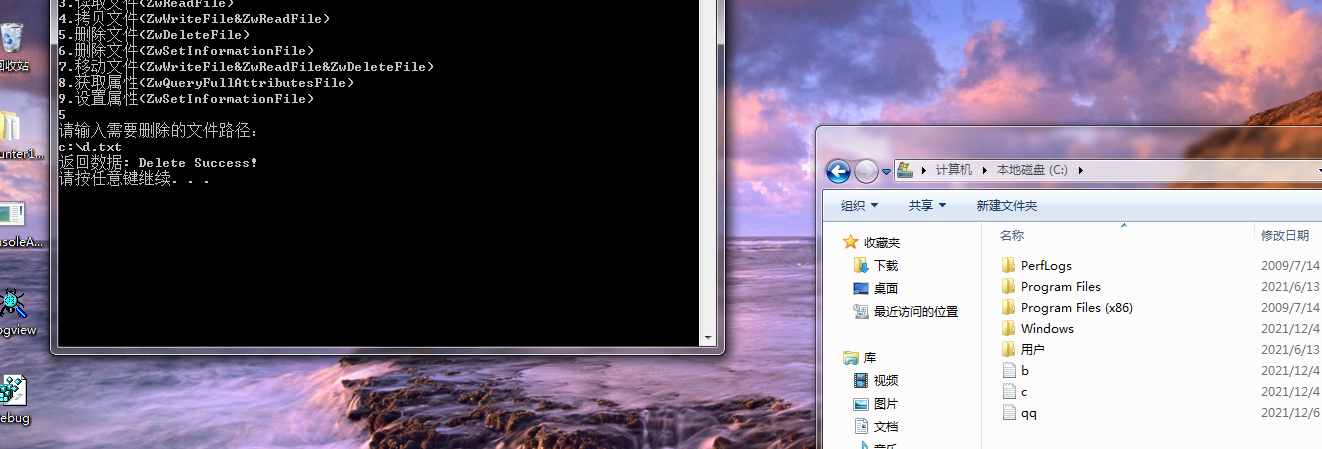 3.读取文件(ZwReadFile)
4.拷贝文件(ZwWriteFile&ZwReadFile)
5.删除文件(ZwDeleteFile)
6.删除文件(ZwSetInformationFile)
7.移动文件(ZwWriteFile&ZwReadFile&ZwDeleteFile)
8.获取属性(ZwQueryFullAttributesFile)
9.设置属性(ZwSetInformationFile)
5
请输入需要删除的文件路径:
c:\d.txt
返回数据: Delete Success!
请按任意键继续. . .
回收站
unter1...
nsoleA...
ogview
ebug
计算机
本地磁盘 (C:)
组织
共享
新建文件夹
收藏夹
下载
桌面
最近访问的位置
库
视频
图片
文档
音乐
名称
修改日期
PerfLogs
2009/7/14
Program Files
2021/6/13
Program Files (x86)
2009/7/14
Windows
2021/12/4
用户
2021/6/13
b
2021/12/4
c
2021/12/4
qq
2021/12/6